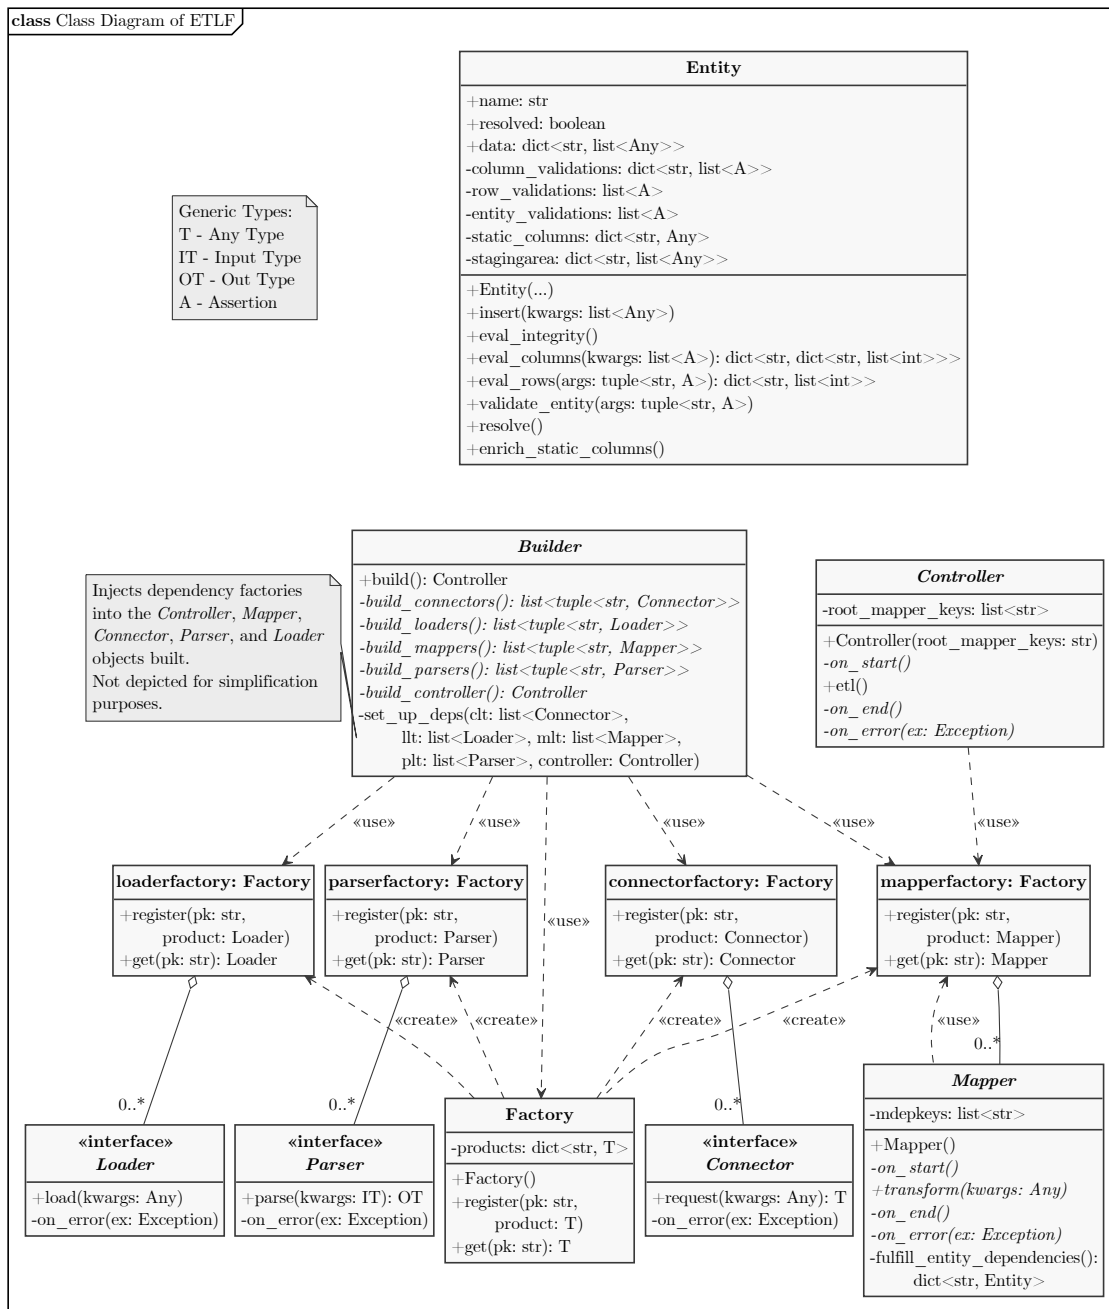 class Class Diagram of ETLF
Entity
+name: str
+resolved: boolean
+data: dict<str, list<Any>>
-column_validations: dict<str, list<A>>
-row_validations: list<A>
-entity_validations: list<A>
-static_columns: dict<str, Any>
-stagingarea: dict<str, list<Any>>
+Entity(...)
+insert(kwargs: list<Any>)
+eval_integrity()
+eval_columns(kwargs: list<A>): dict<str, dict<str, list<int>>>
+eval_rows(args: tuple<str, A>): dict<str, list<int>>
+validate_entity(args: tuple<str, A>)
+resolve()
+enrich_static_columns()
Generic Types:
T - Any Type
IT - Input Type
OT - Out Type
A - Assertion
Injects dependency factories
into the Controller, Mapper,
Connector, Parser, and Loader
objects built.
Not depicted for simplification
purposes.
Builder
+build(): Controller
-build_connectors(): list<tuple<str, Connector>>
-build_loaders(): list<tuple<str, Loader>>
-build_mappers(): list<tuple<str, Mapper>>
-build_parsers(): list<tuple<str, Parser>>
-build_controller(): Controller
-set_up_deps(clt: list<Connector>,
llt: list<Loader>, mlt: list<Mapper>,
plt: list<Parser>, controller: Controller)
Controller
-root_mapper_keys: list<str>
+Controller(root_mapper_keys: str)
-on_start()
+etl()
-on_end()
-on_error(ex: Exception)
«use»
«use»
«use»
«use»
«use»
«use»
loaderfactory: Factory
+register(pk: str,
product: Loader)
+get(pk: str): Loader
parserfactory: Factory
+register(pk: str,
product: Parser)
+get(pk: str): Parser
connectorfactory: Factory
+register(pk: str,
product: Connector)
+get(pk: str): Connector
mapperfactory: Factory
+register(pk: str,
product: Mapper)
+get(pk: str): Mapper
«create»
«create»
«create»
«create»
«use»
0..*
0..*
0..*
0..*
«interface»
Loader
+load(kwargs: Any)
-on_error(ex: Exception)
«interface»
Parser
+parse(kwargs: IT): OT
-on_error(ex: Exception)
Factory
-products: dict<str, T>
+Factory()
+register(pk: str,
product: T)
+get(pk: str): T
«interface»
Connector
+request(kwargs: Any): T
-on_error(ex: Exception)
Mapper
-mdepkeys: list<str>
+Mapper()
-on_start()
+transform(kwargs: Any)
-on_end()
-on_error(ex: Exception)
-fulfill_entity_dependencies():
dict<str, Entity>